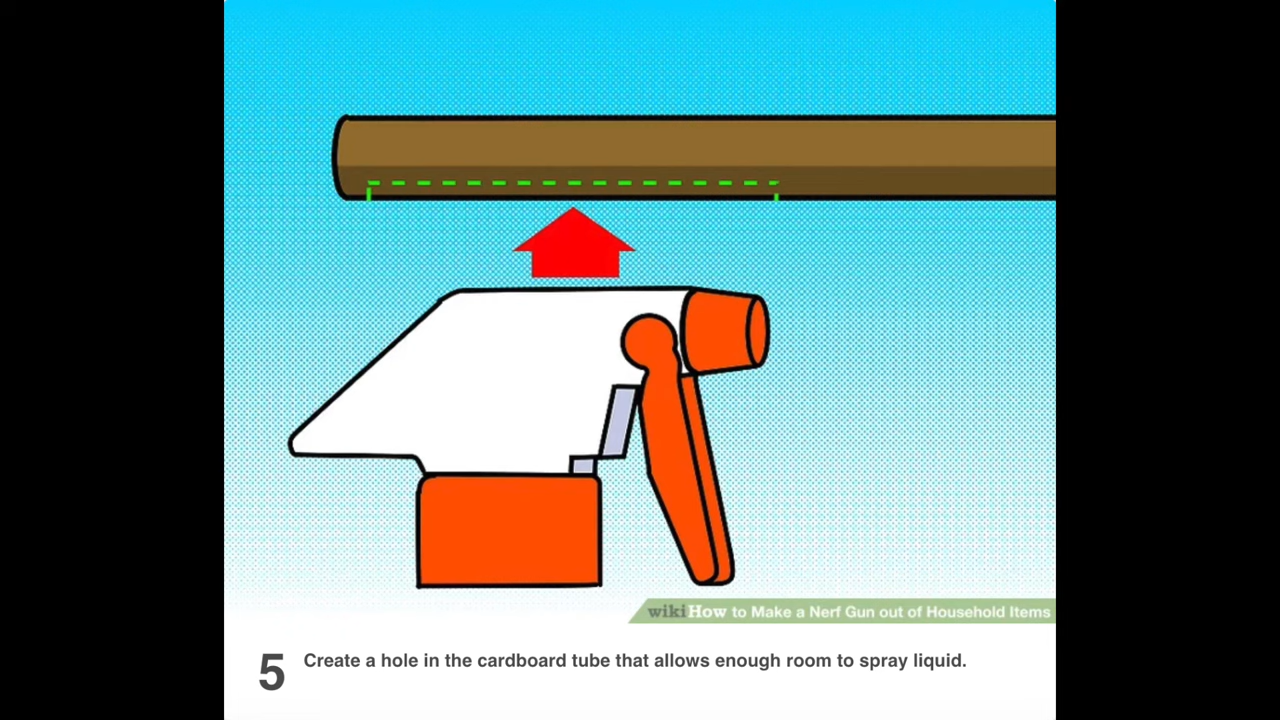 wikiHow to Make a Nerf Gun out of Household Items
5 Create a hole in the cardboard tube that allows enough room to spray liquid.